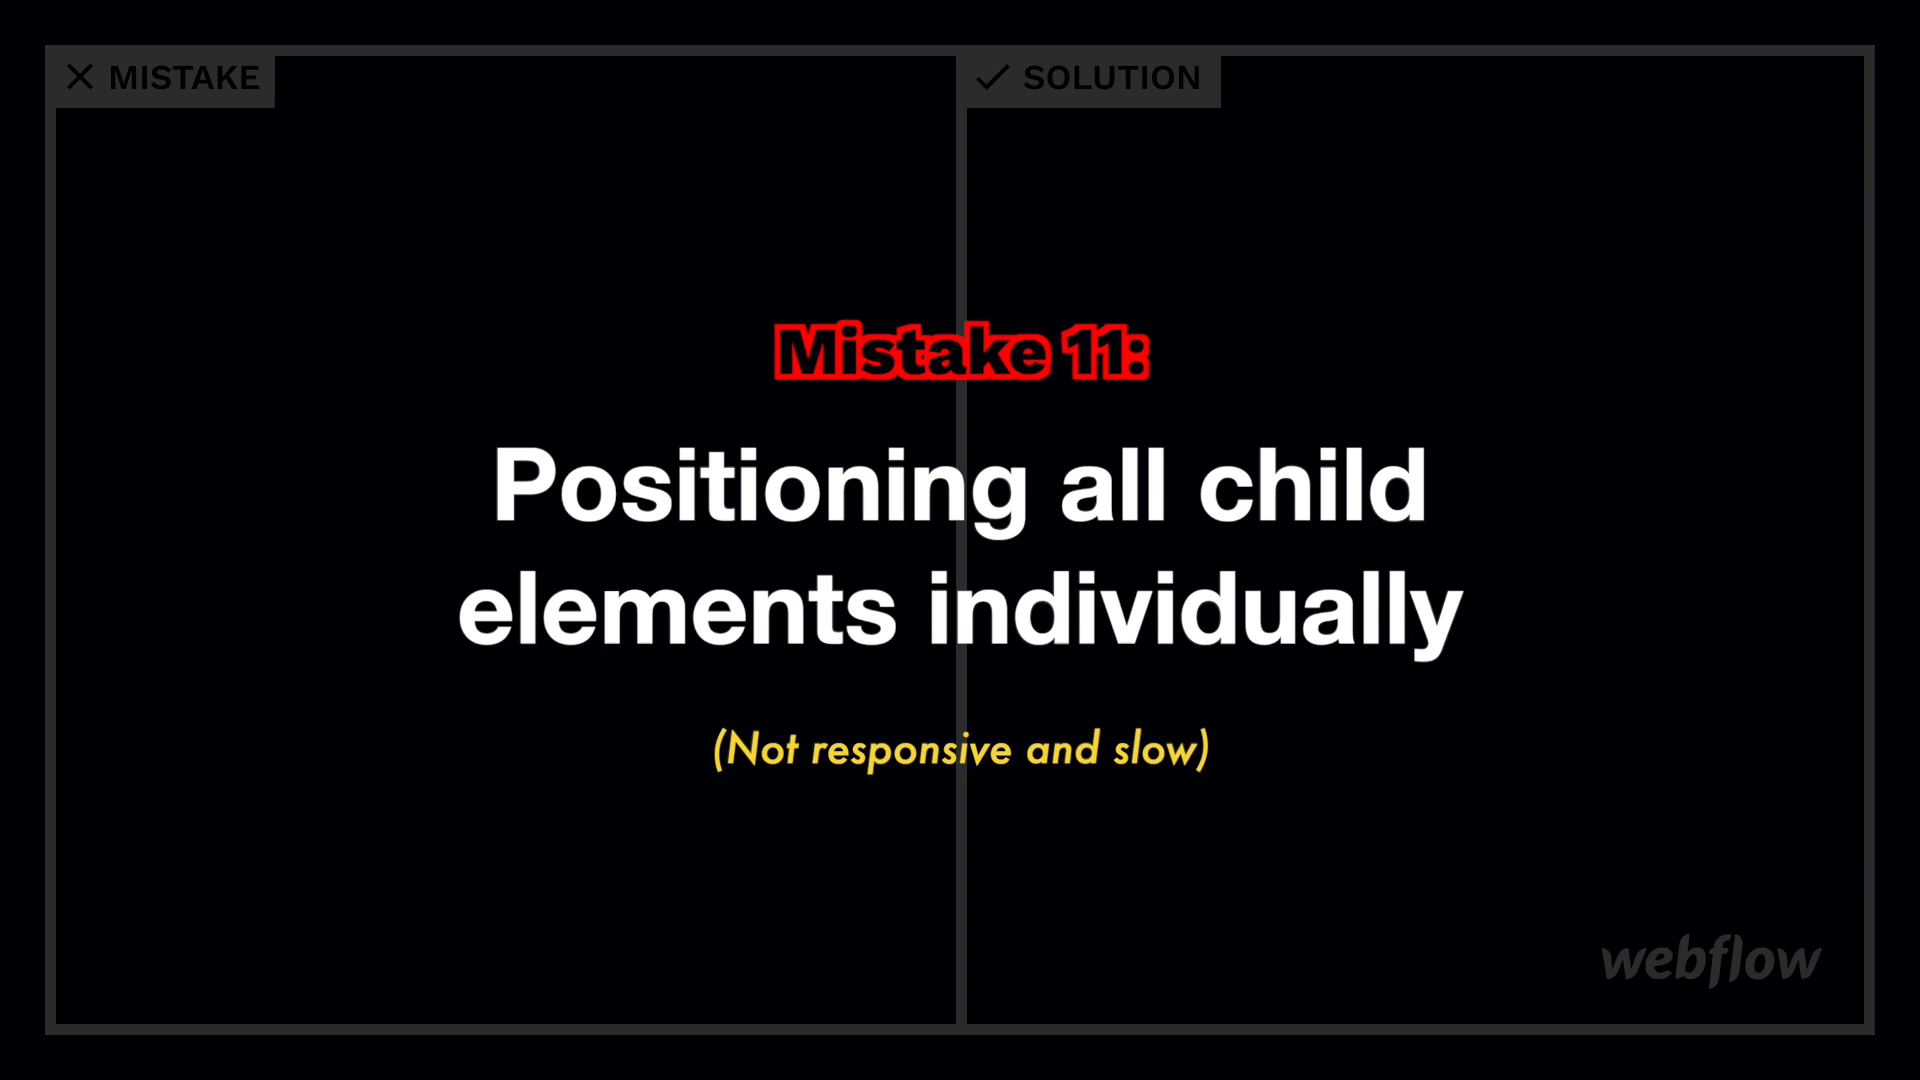 MISTAKE
SOLUTION
Mistake 11:
Positioning all child
elements individually
(Not responsive and slow)
webflow